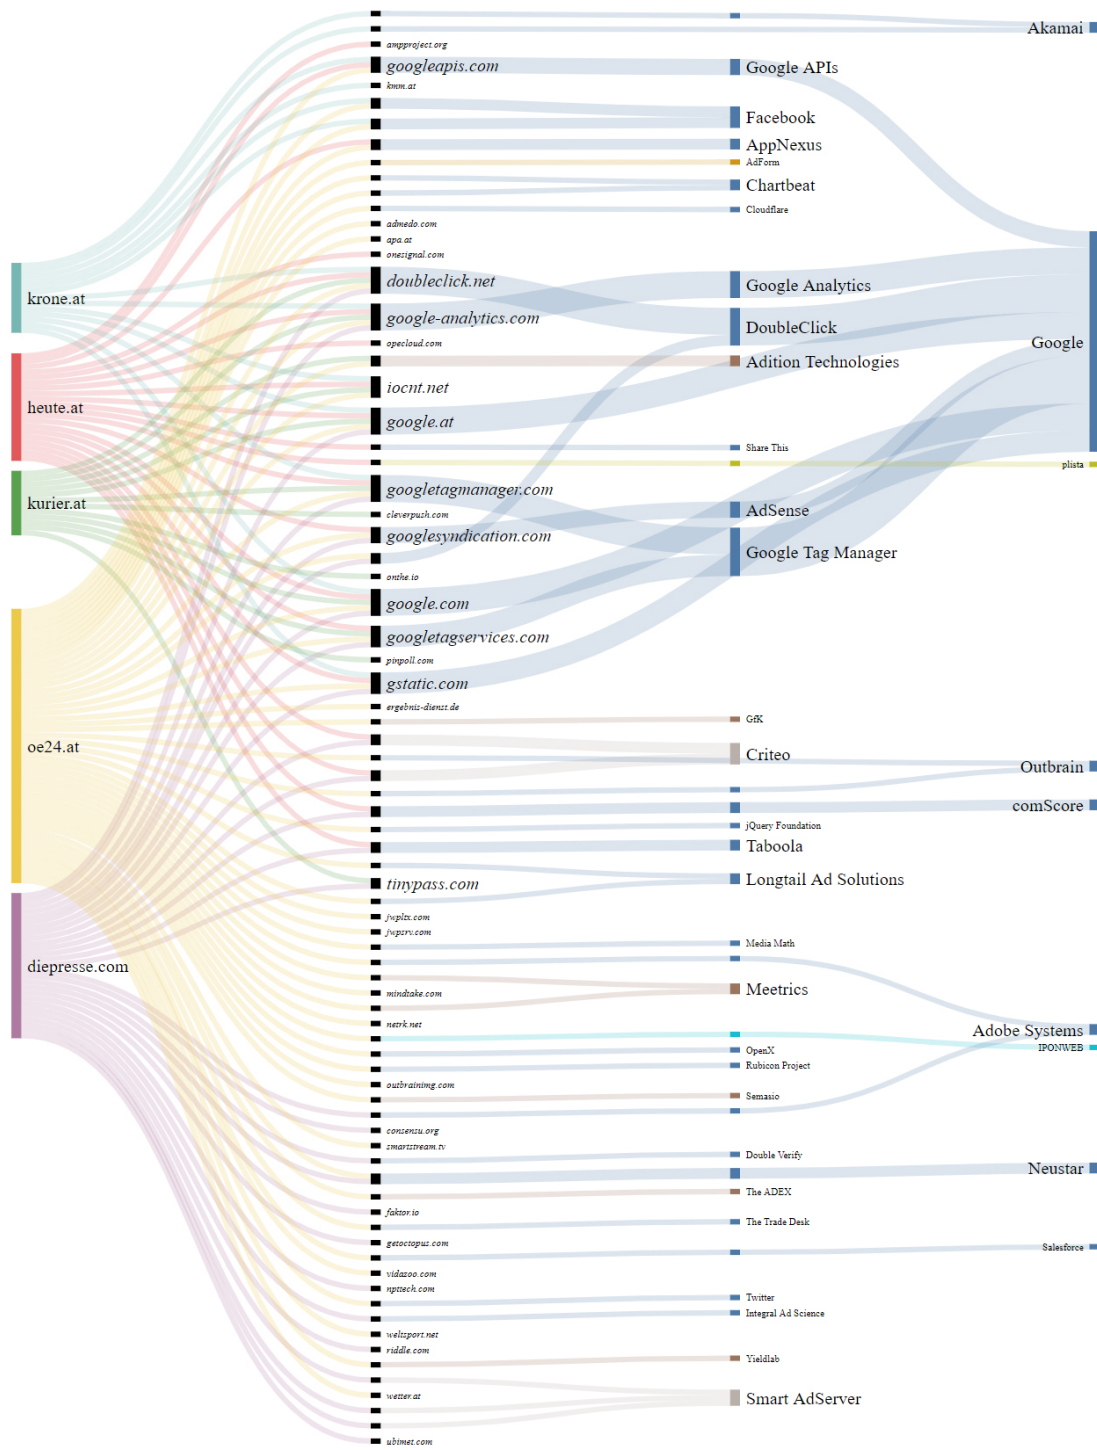 krone.at
heute.at
kurier.at
oe24.at
diepresse.com
ampproject.org
googleapis.com
kmm.at
admedo.com
apa.at
onesignal.com
doubleclick.net
google-analytics.com
opecloud.com
iocnt.net
google.at
googletagmanager.com
cleverpush.com
googlesyndication.com
onthe.io
google.com
googletagservices.com
pinpoll.com
gstatic.com
ergebnis-dienst.de
tinypass.com
jwpltx.com
jwpsrv.com
mindtake.com
netrk.net
outbrainimg.com
consensu.org
smartstream.tv
faktor.io
getoctopus.com
vidazoo.com
npttech.com
weltsport.net
riddle.com
wetter.at
ubimet.com
Google APIs
Facebook
AppNexus
AdForm
Chartbeat
Cloudflare
Google Analytics
DoubleClick
Adition Technologies
Share This
AdSense
Google Tag Manager
GfK
Criteo
jQuery Foundation
Taboola
Longtail Ad Solutions
Media Math
Meetrics
OpenX
Rubicon Project
Semasio
Double Verify
The ADEX
The Trade Desk
Twitter
Integral Ad Science
Yieldlab
Smart AdServer
Akamai
Google
plista
Outbrain
comScore
Adobe Systems
IPONWEB
Neustar
Salesforce